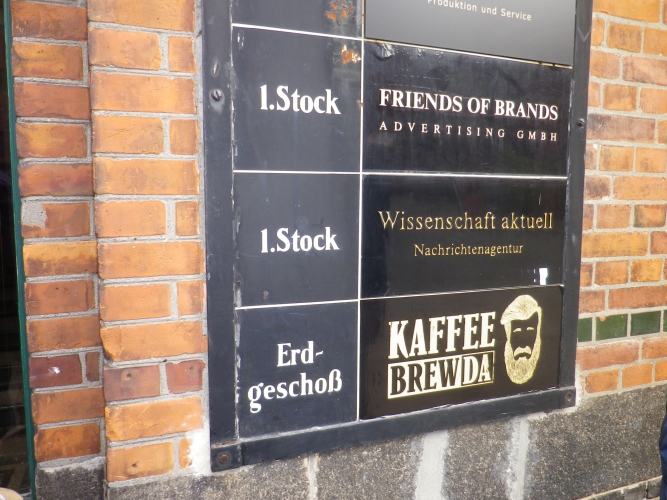 Produktion und Service
1.Stock
FRIENDS OF BRANDS
ADVERTISING GMBH
1.Stock
Wissenschaft aktuell
Nachrichtenagentur
Erd-
geschoß
KAFFEE
BREWDA